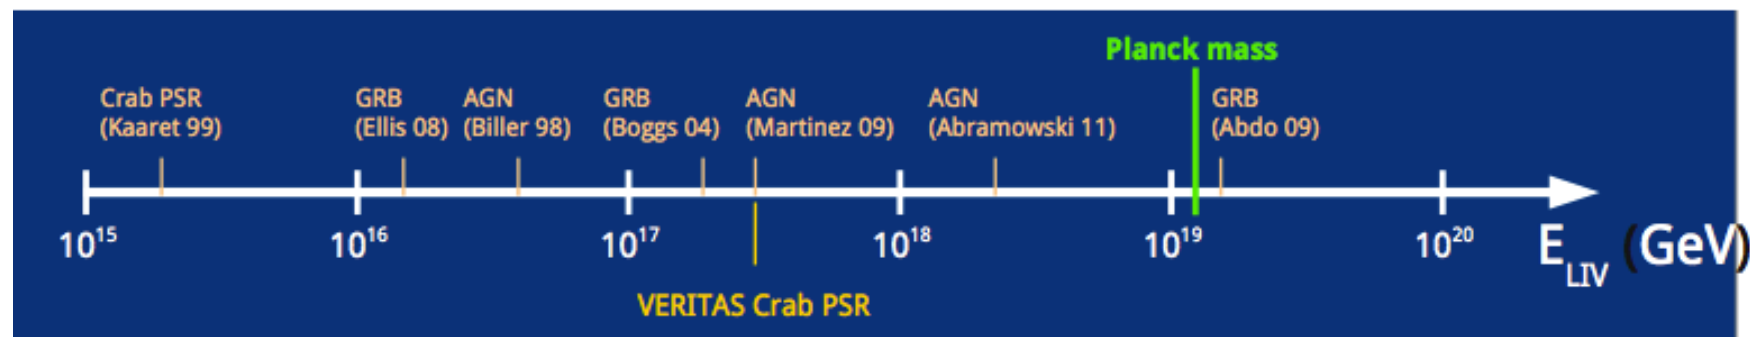 Planck mass
Crab PSR
(Kaaret 99)
GRB
(Ellis 08)
AGN
(Biller 98)
GRB
(Boggs 04)
AGN
(Martinez 09)
AGN
(Abramowski 11)
GRB
(Abdo 09)
10¹⁵ 10¹⁶ 10¹⁷ 10¹⁸ 10¹⁹ 10²⁰
E_LIV (GeV)
VERITAS Crab PSR